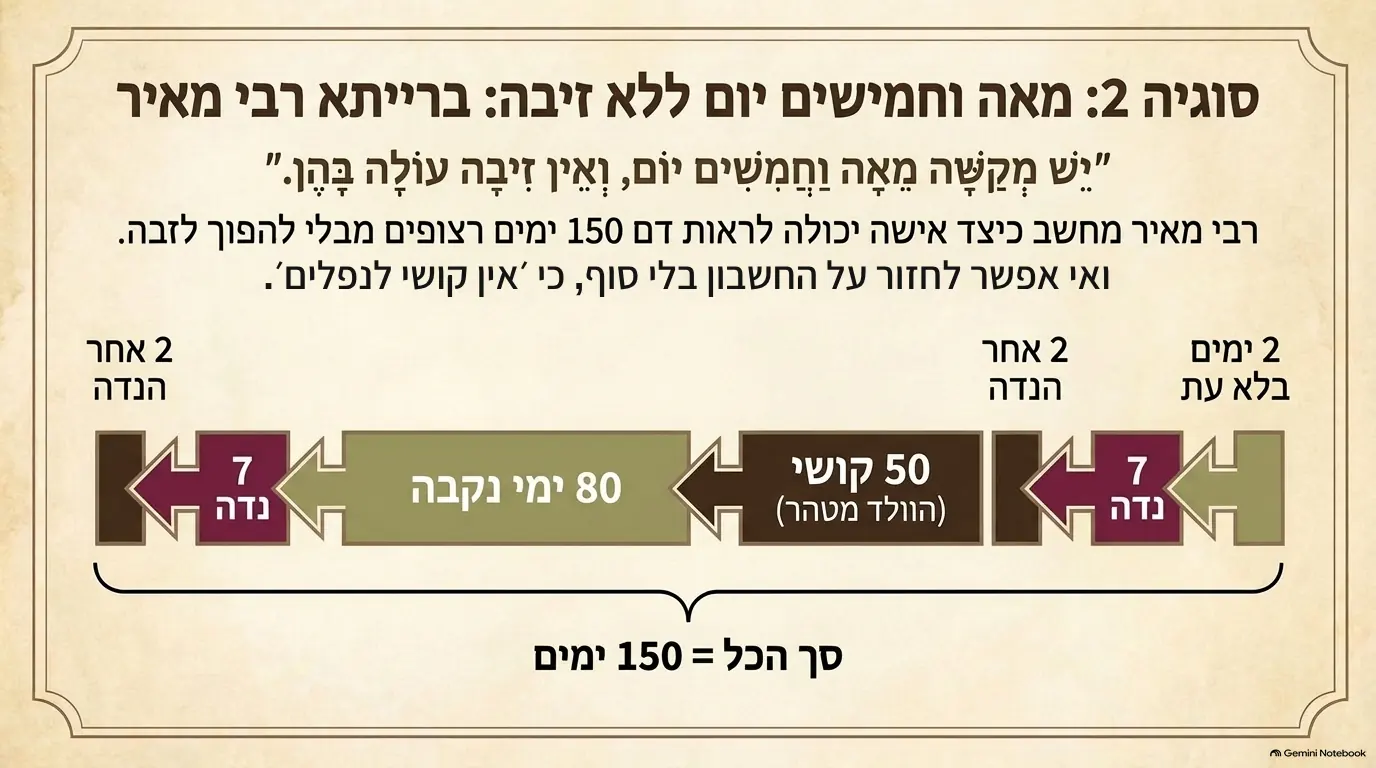 סוגיה 2: מאה וחמישים יום ללא זיבה: ברייתא רבי מאיר
"יֵשׁ מְקַשָּׁה מֵאָה וַחֲמִשִּׁים יוֹם, וְאֵין זִיבָה עוֹלָה בָּהֶן."
רבי מאיר מחשב כיצד אישה יכולה לראות דם 150 ימים רצופים מבלי להפוך לזבה.
ואי אפשר לחזור על החשבון בלי סוף, כי 'אין קושי לנפלים'.
2 ימים
בלא עת
7
נדה
2 אחר
הנדה
50 קושי
(הוולד מטהר)
80 ימי נקבה
7
נדה
2 אחר
הנדה
סך הכל = 150 ימים
Gemini Notebook